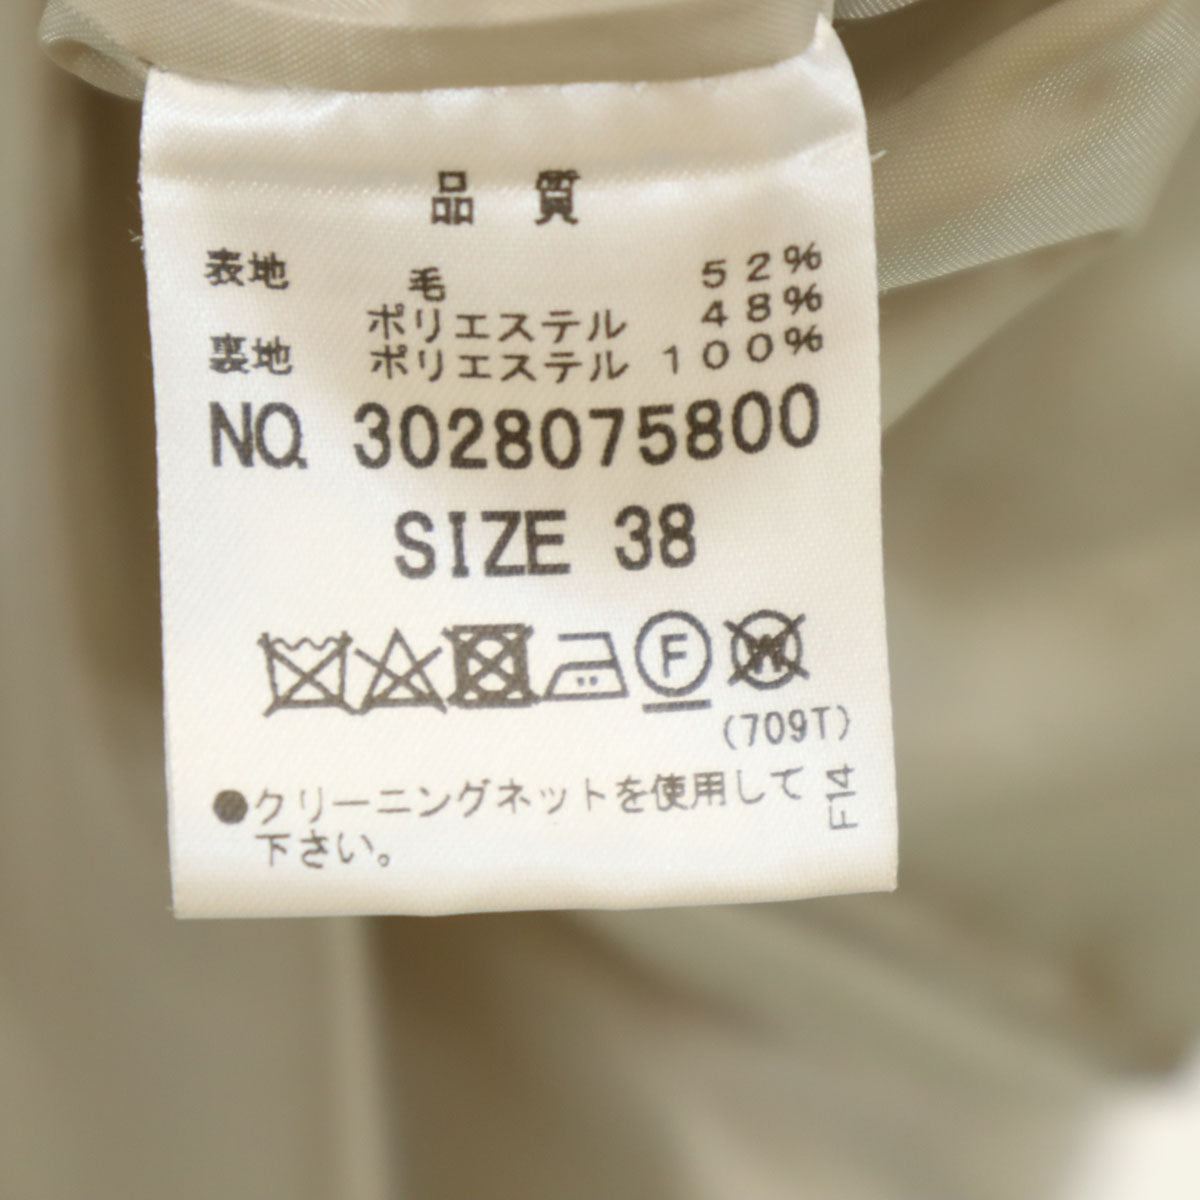 品 質
表地 毛 52%
ポリエステル 48%
裏地 ポリエステル 100%
NO. 3028075800
SIZE 38
F W
(709T)
●クリーニングネットを使用して
下さい。
F14